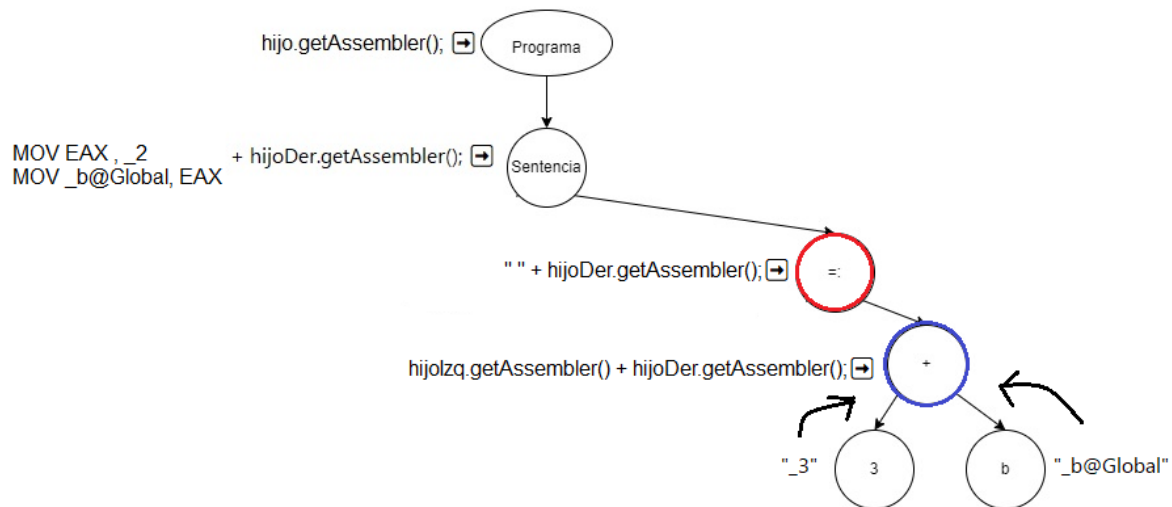 hijo.getAssembler();
Programa
MOV EAX , _2
MOV _b@Global, EAX
+ hijoDer.getAssembler();
Sentencia
" " + hijoDer.getAssembler();
=:
hijoIzq.getAssembler() + hijoDer.getAssembler();
+
"_3"
3
b
"_b@Global"